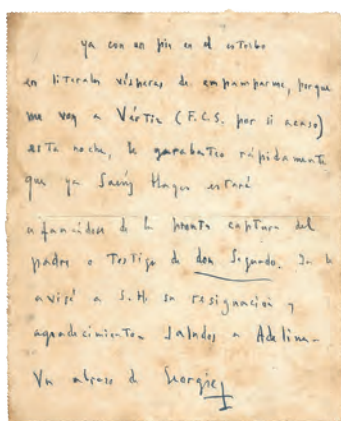 ya con un pie en el estribo
en literales vísperas de empamparme, porque
me voy a Vértiz (F.C.S. por si acaso)
esta noche, le garabateo rápidamente
que ya Saenz Hayes estará
ufanándose de la pronta captura del
padre o testigo de don Segundo. Ya le
avisé a S.H. su resignación y
agradecimiento. Saludos a Adelina.
Un abrazo de Georgie